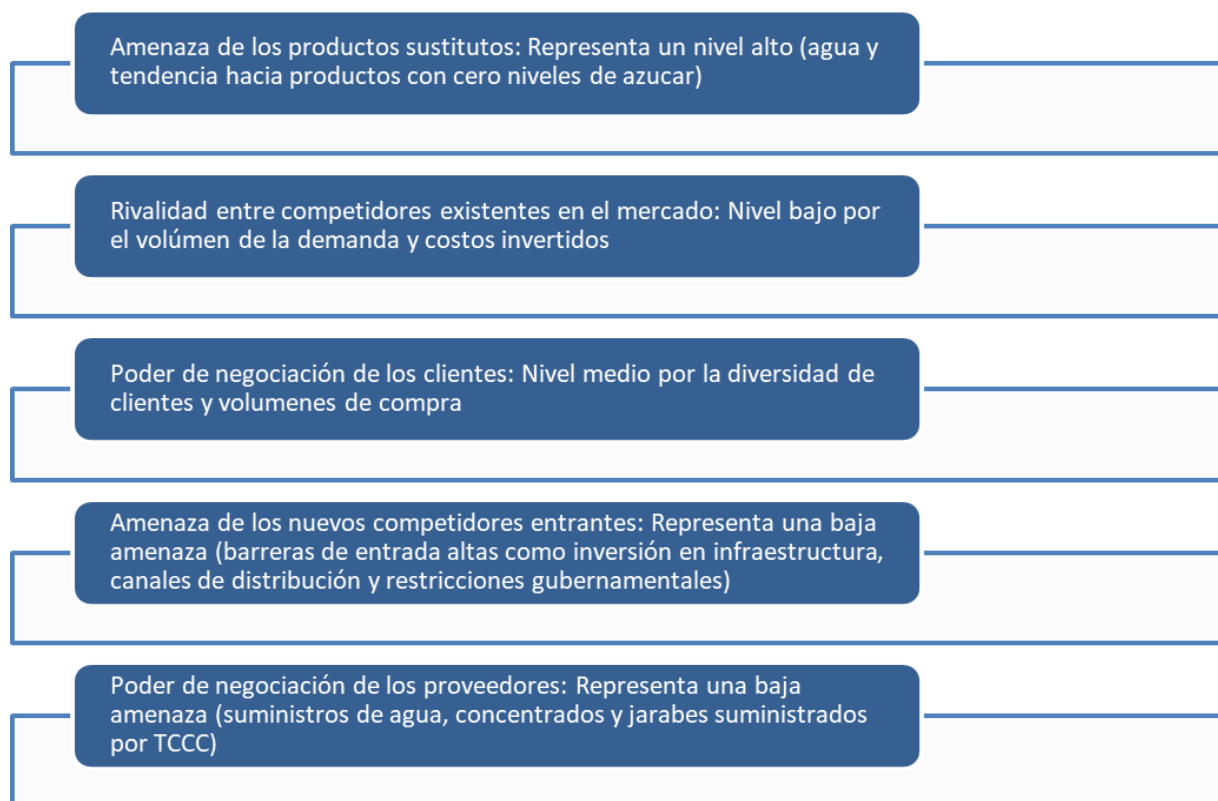 Amenaza de los productos sustitutos: Representa un nivel alto (agua y
tendencia hacia productos con cero niveles de azucar)
Rivalidad entre competidores existentes en el mercado: Nivel bajo por
el volúmen de la demanda y costos invertidos
Poder de negociación de los clientes: Nivel medio por la diversidad de
clientes y volumenes de compra
Amenaza de los nuevos competidores entrantes: Representa una baja
amenaza (barreras de entrada altas como inversión en infraestructura,
canales de distribución y restricciones gubernamentales)
Poder de negociación de los proveedores: Representa una baja
amenaza (suministros de agua, concentrados y jarabes suministrados
por TCCC)